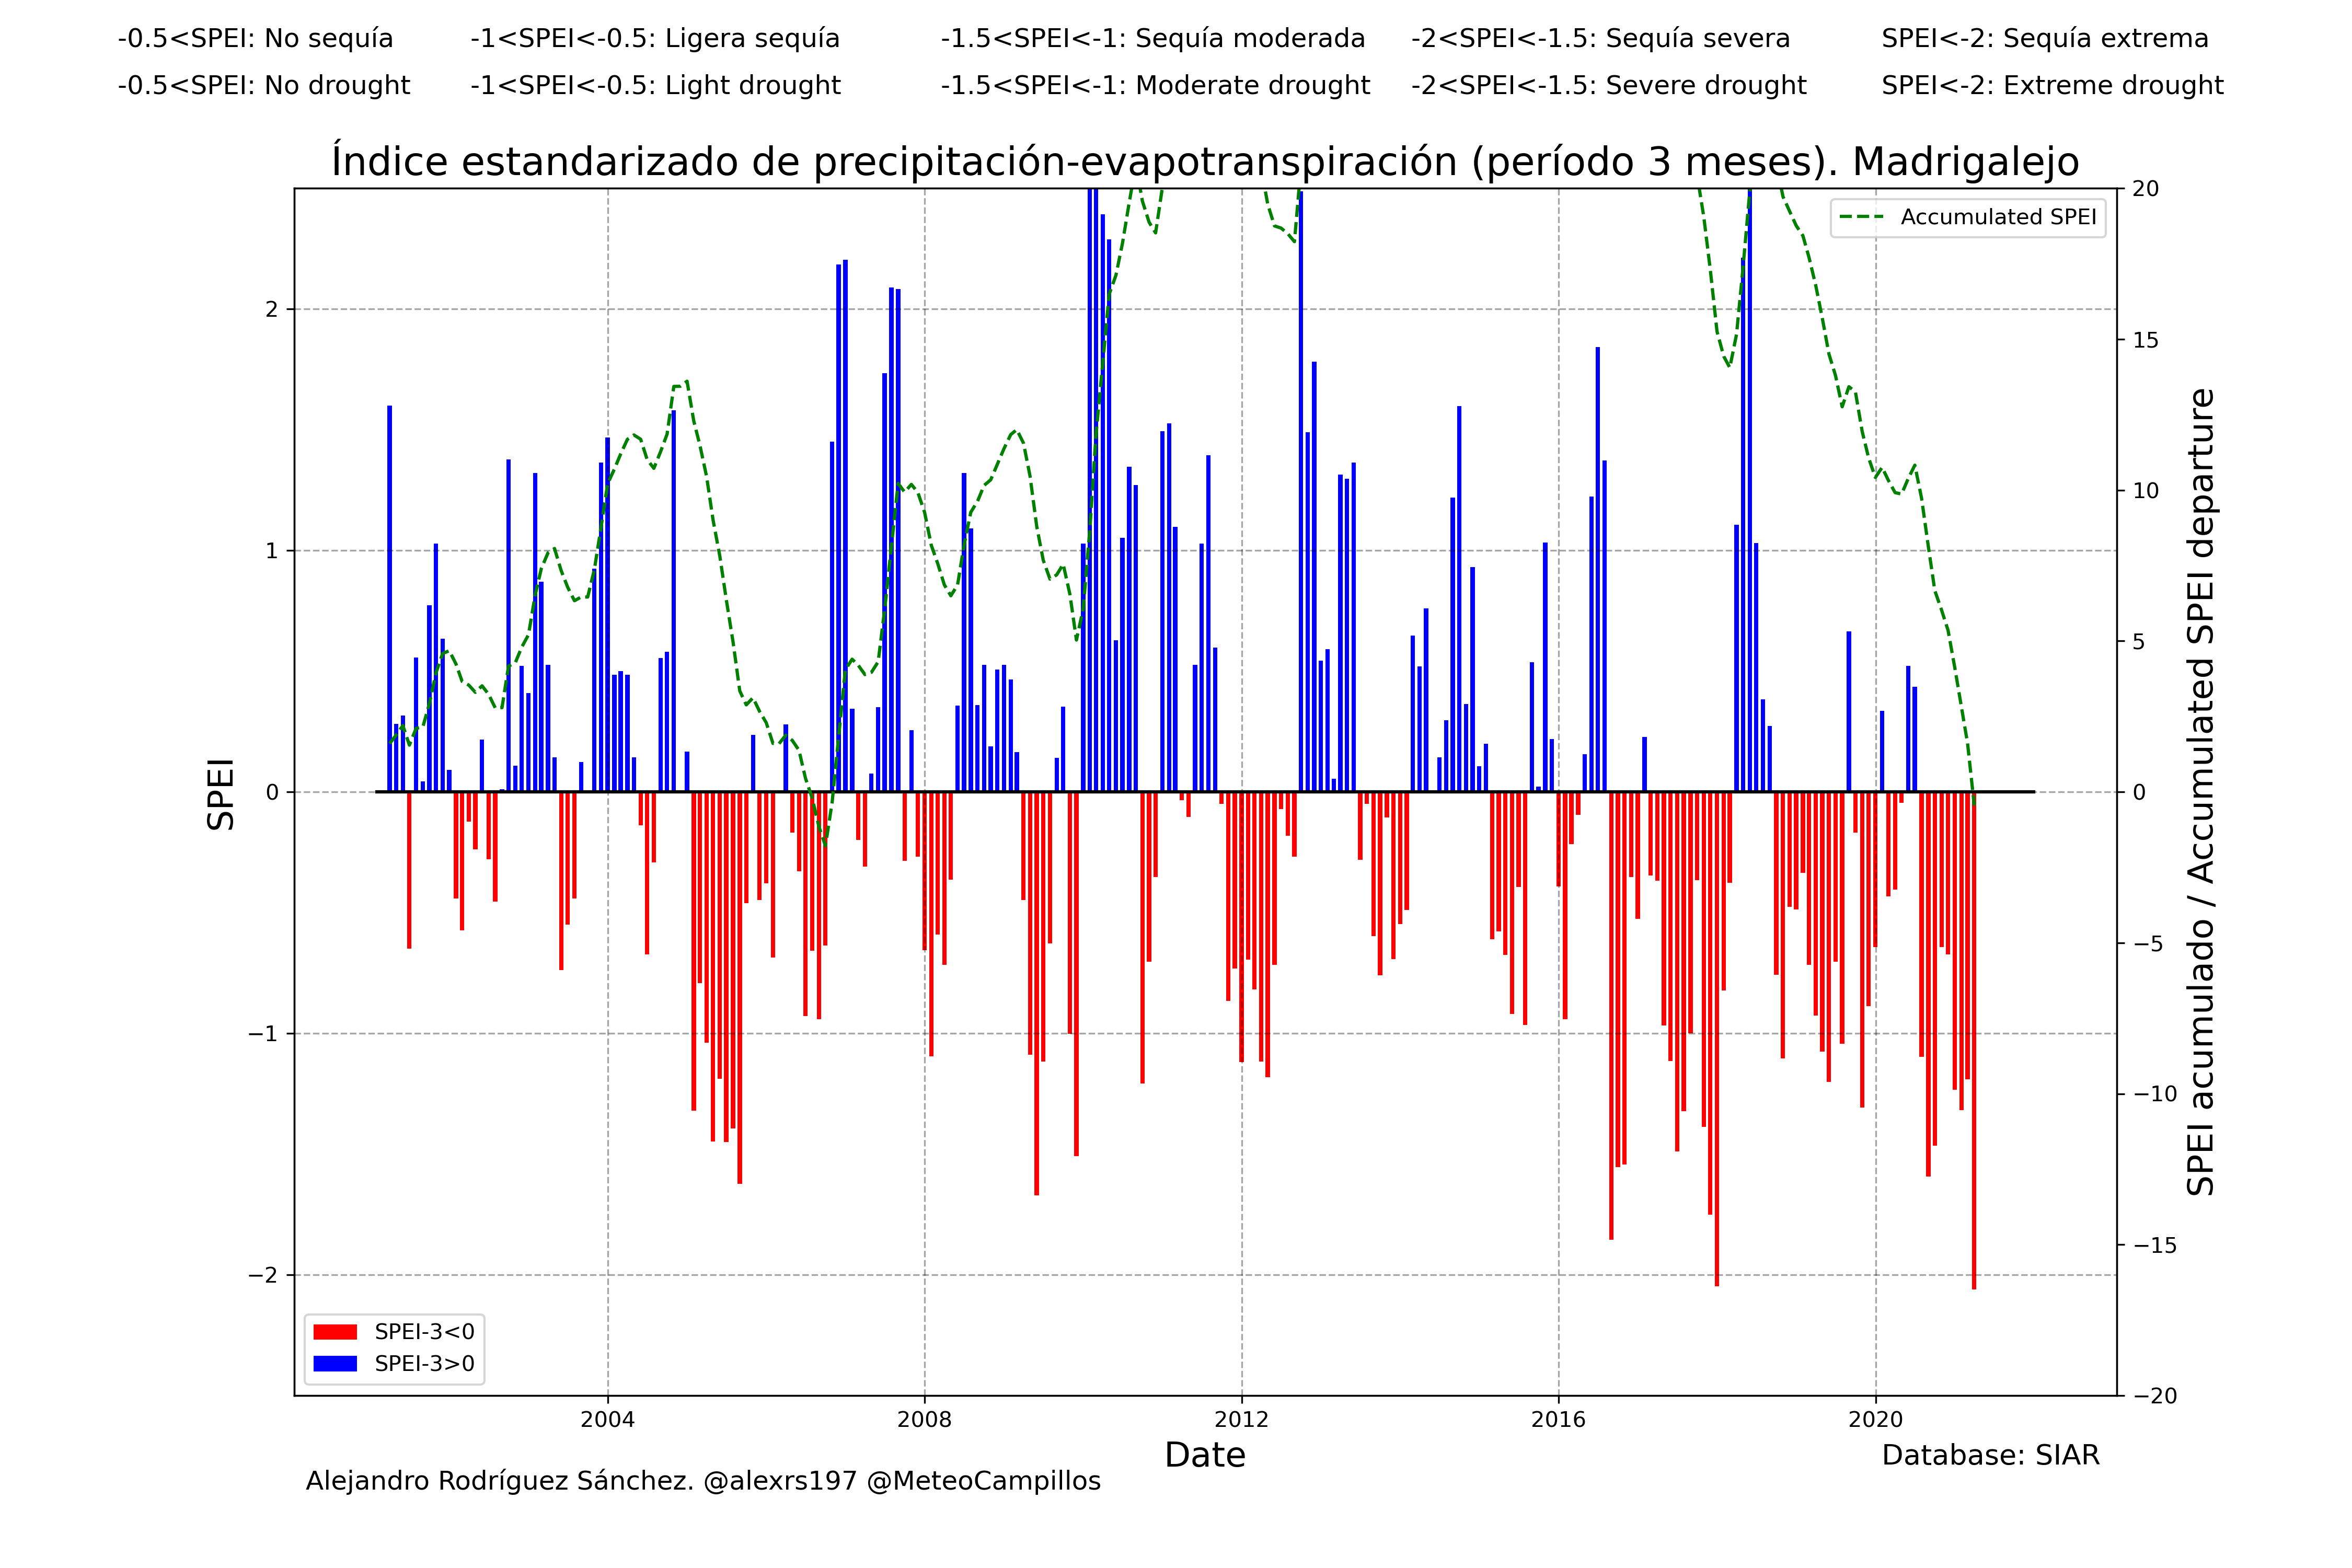 -0.5<SPEI: No sequía -1<SPEI<-0.5: Ligera sequía -1.5<SPEI<-1: Sequía moderada -2<SPEI<-1.5: Sequía severa SPEI<-2: Sequía extrema
-0.5<SPEI: No drought -1<SPEI<-0.5: Light drought -1.5<SPEI<-1: Moderate drought -2<SPEI<-1.5: Severe drought SPEI<-2: Extreme drought
Índice estandarizado de precipitación-evapotranspiración (período 3 meses). Madrigalejo
Accumulated SPEI
SPEI
2
1
0
−1
−2
20
15
10
5
0
−5
−10
−15
−20
SPEI acumulado / Accumulated SPEI departure
SPEI-3<0
SPEI-3>0
2004 2008 2012 2016 2020
Date
Database: SIAR
Alejandro Rodríguez Sánchez. @alexrs197 @MeteoCampillos